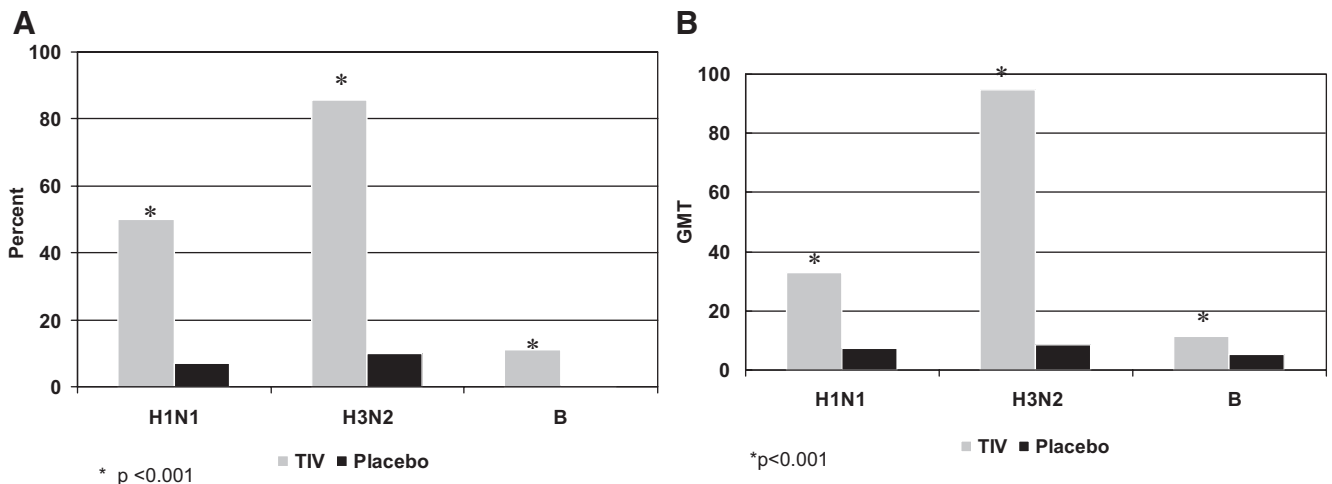 A
100
80
60
40
20
0
Percent
*
*
*
H1N1 H3N2 B
TIV Placebo
* p <0.001
B
100
80
60
40
20
0
GMT
*
*
*
H1N1 H3N2 B
TIV Placebo
*p<0.001